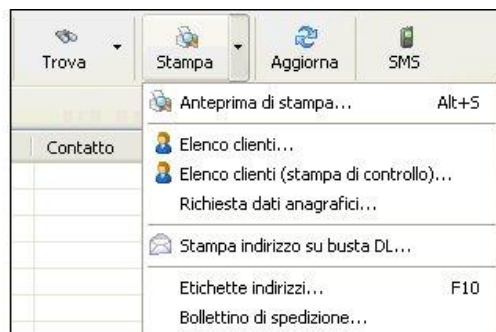 Trova
Stampa
Aggiorna
SMS
Anteprima di stampa... Alt+S
Contatto
Elenco clienti...
Elenco clienti (stampa di controllo)...
Richiesta dati anagrafici...
Stampa indirizzo su busta DL...
Etichette indirizzi... F10
Bollettino di spedizione...